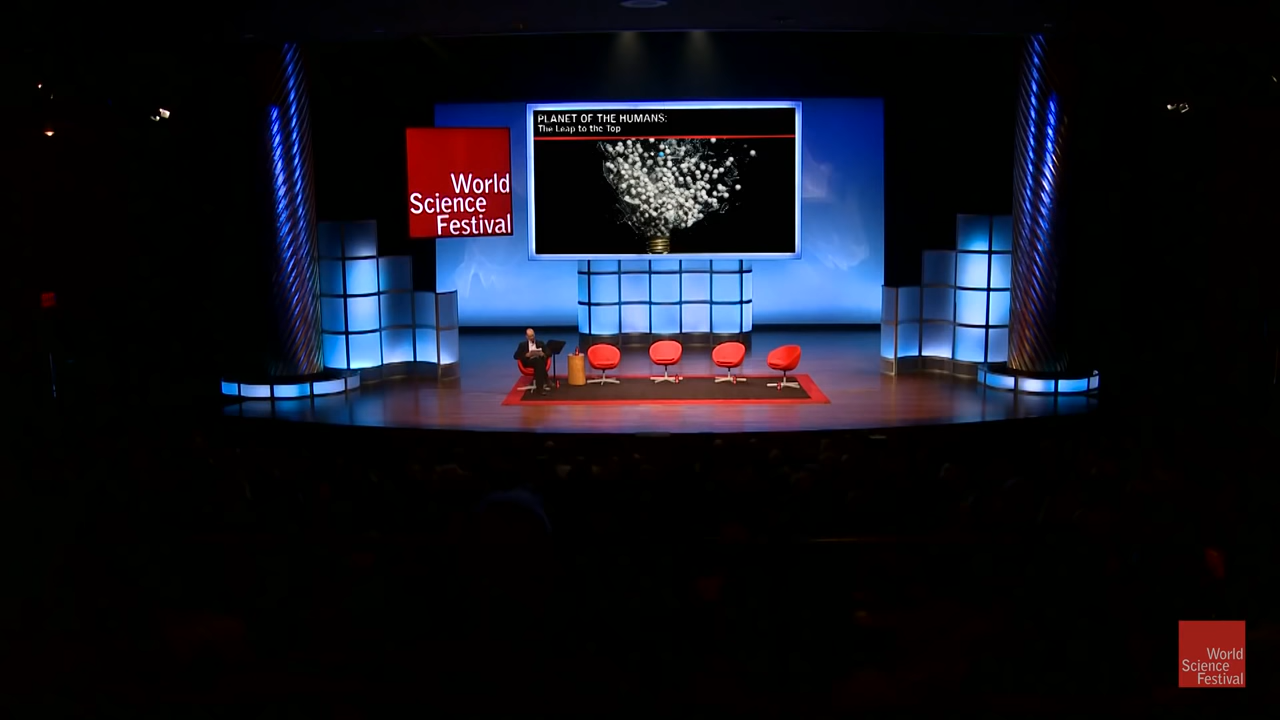 PLANET OF THE HUMANS:
The Leap to the Top
World
Science
Festival
World
Science
Festival